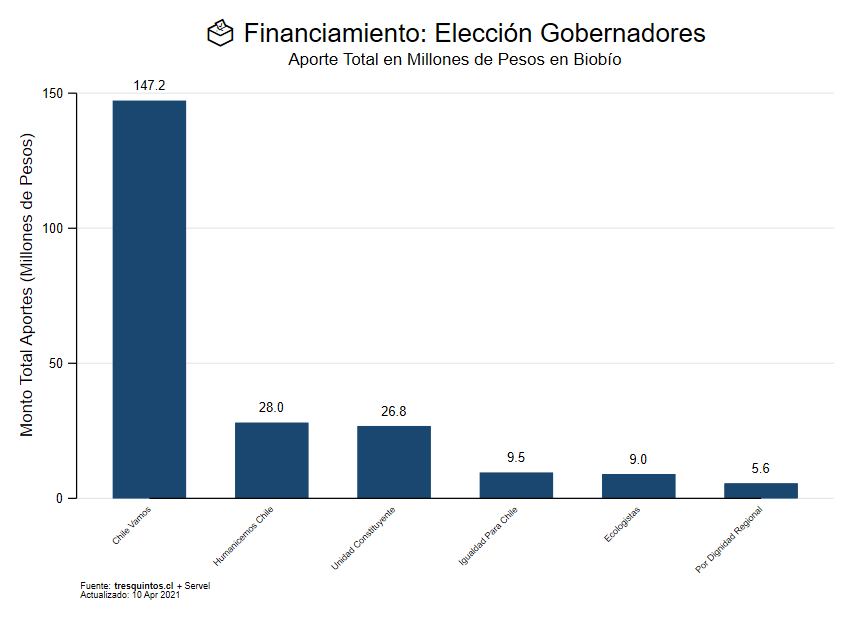 Financiamiento: Elección Gobernadores
Aporte Total en Millones de Pesos en Biobío
Monto Total Aportes (Millones de Pesos)
150
100
50
0
147.2
28.0
26.8
9.5
9.0
5.6
Chile Vamos
Humanicemos Chile
Unidad Constituyente
Igualdad Para Chile
Ecologistas
Por Dignidad Regional
Fuente: tresquintos.cl + Servel
Actualizado: 10 Apr 2021